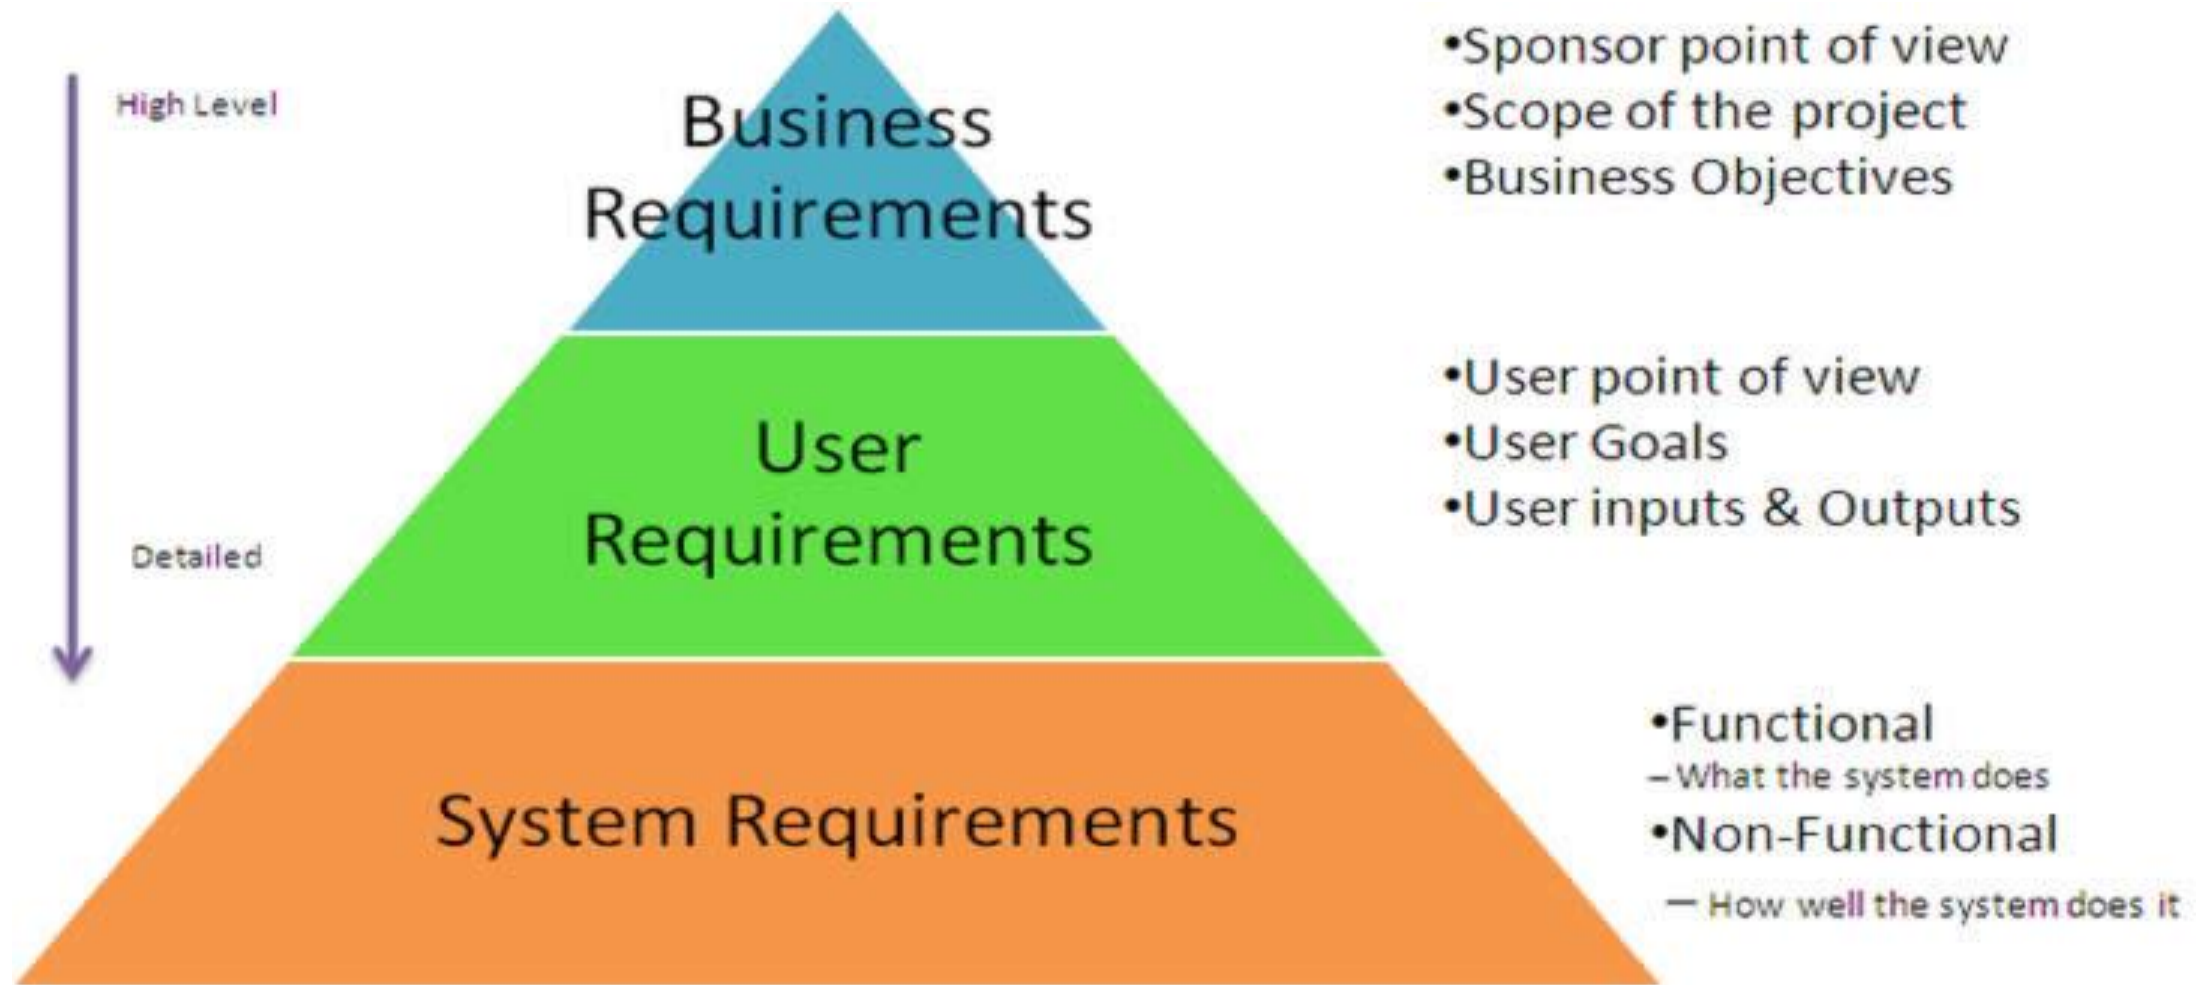 High Level
Detailed
Business
Requirements
•Sponsor point of view
•Scope of the project
•Business Objectives
User
Requirements
•User point of view
•User Goals
•User inputs & Outputs
System Requirements
•Functional
– What the system does
•Non-Functional
— How well the system does it